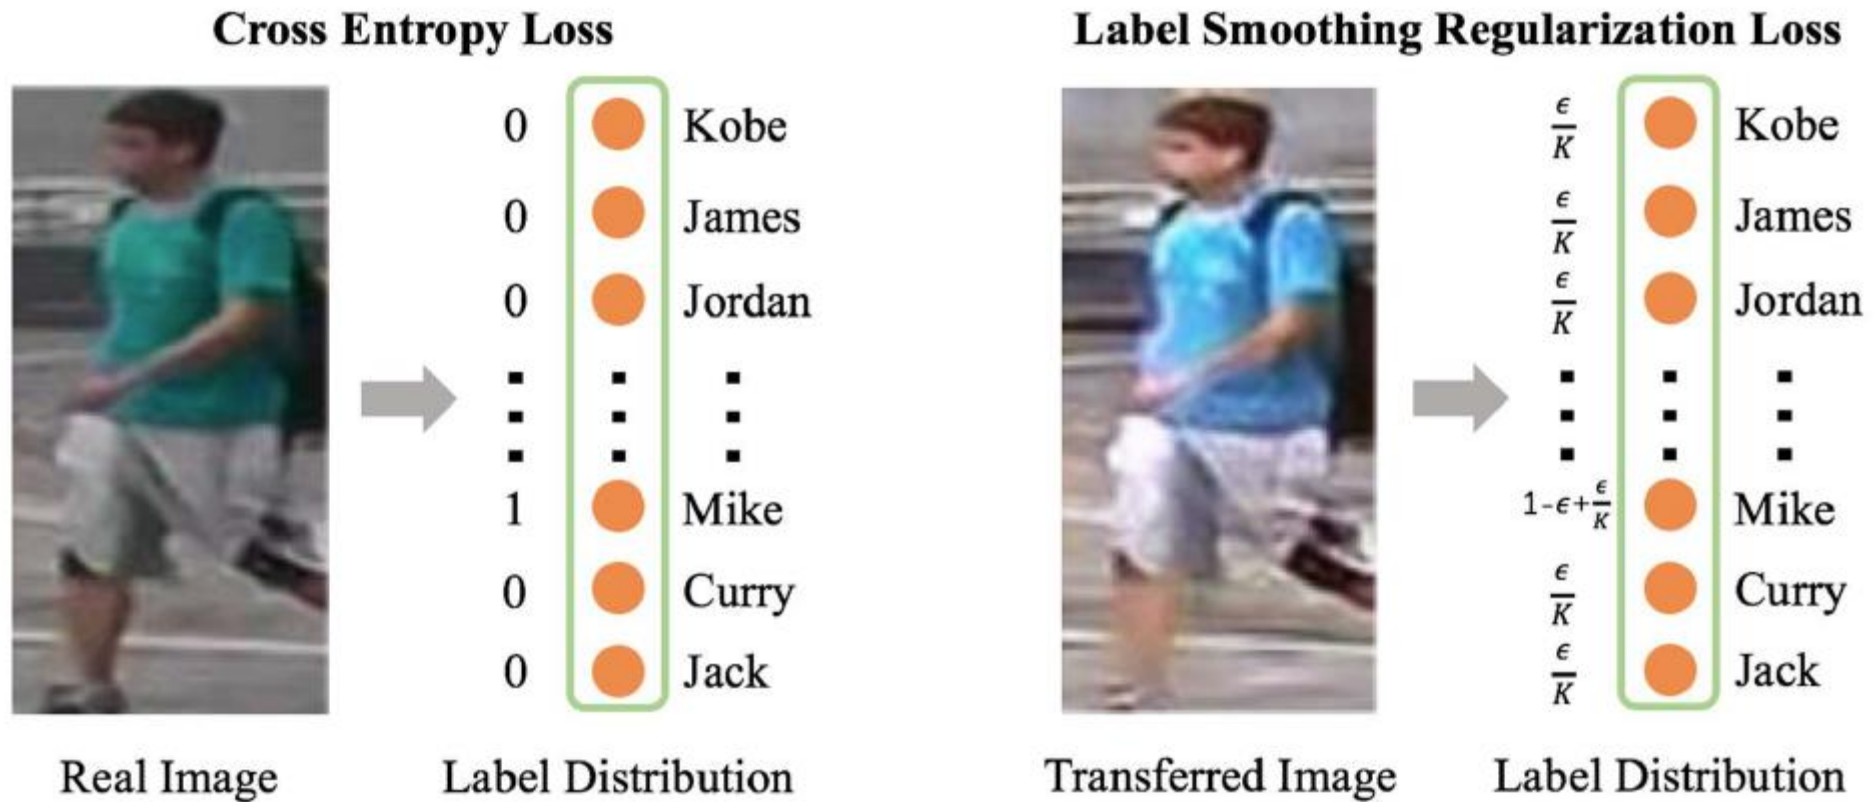 Cross Entropy Loss
0 Kobe
0 James
0 Jordan
1 Mike
0 Curry
0 Jack
Real Image
Label Distribution
Label Smoothing Regularization Loss
ϵ/K Kobe
ϵ/K James
ϵ/K Jordan
1-ϵ+ϵ/K Mike
ϵ/K Curry
ϵ/K Jack
Transferred Image
Label Distribution